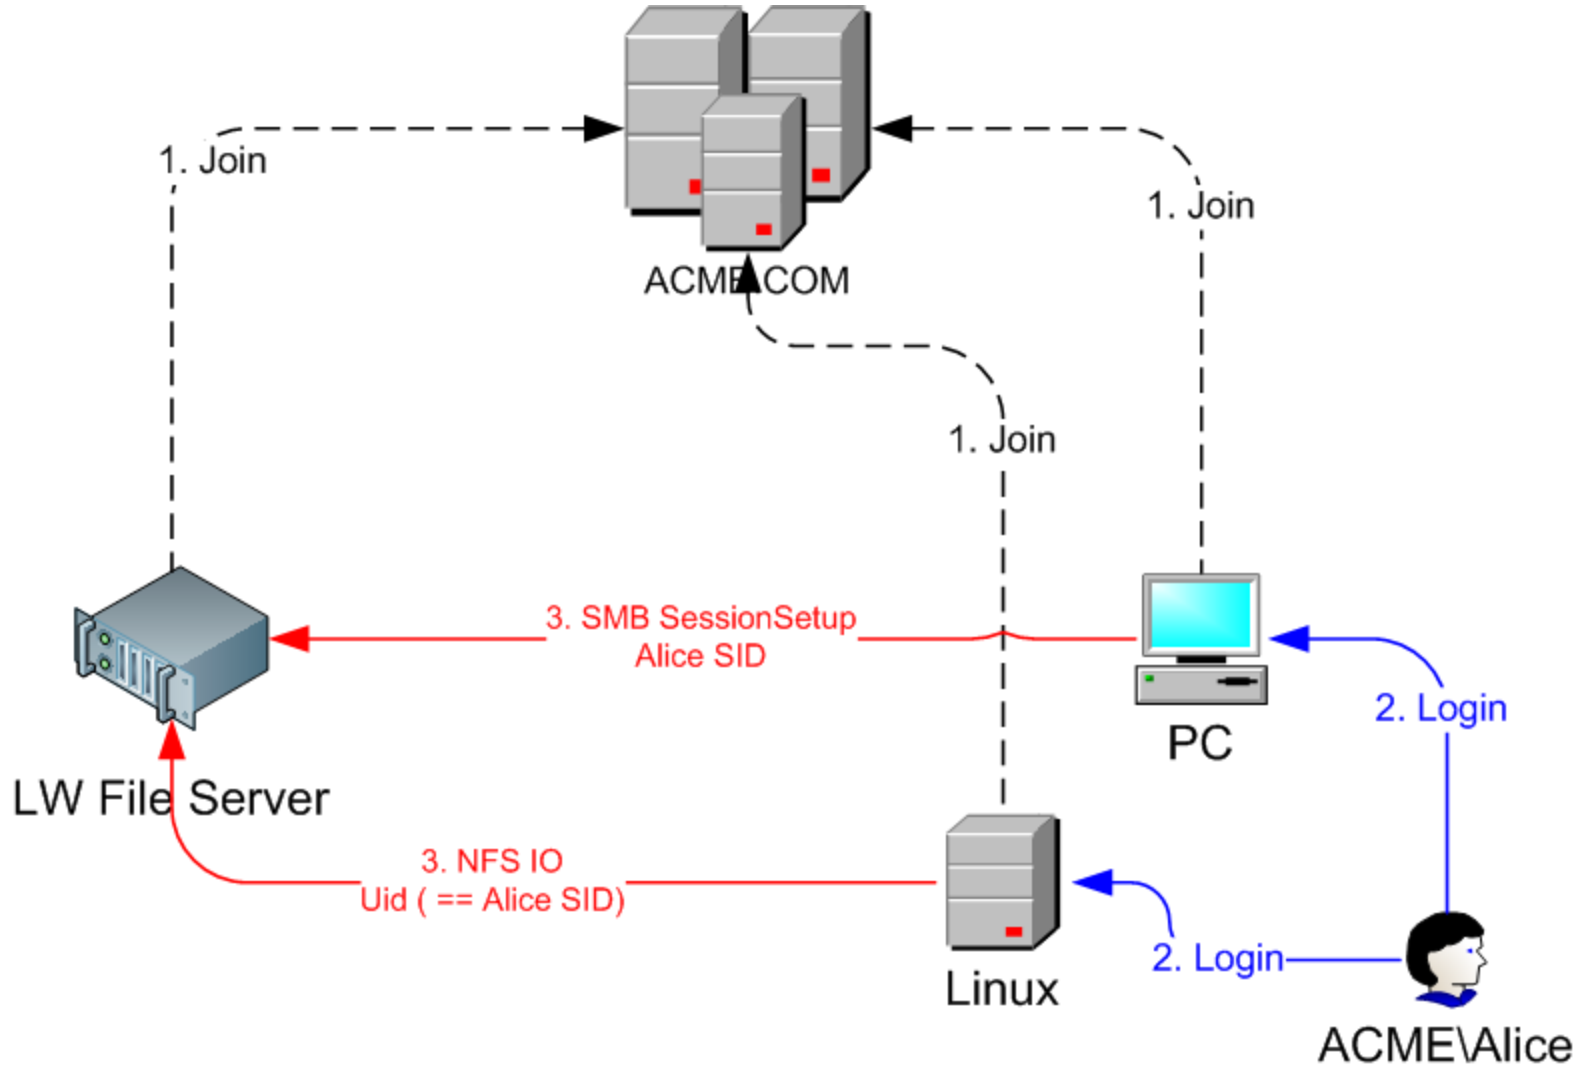 1. Join
1. Join
ACME.COM
1. Join
3. SMB SessionSetup
Alice SID
2. Login
PC
LW File Server
3. NFS IO
Uid ( == Alice SID)
2. Login
Linux
ACME\Alice